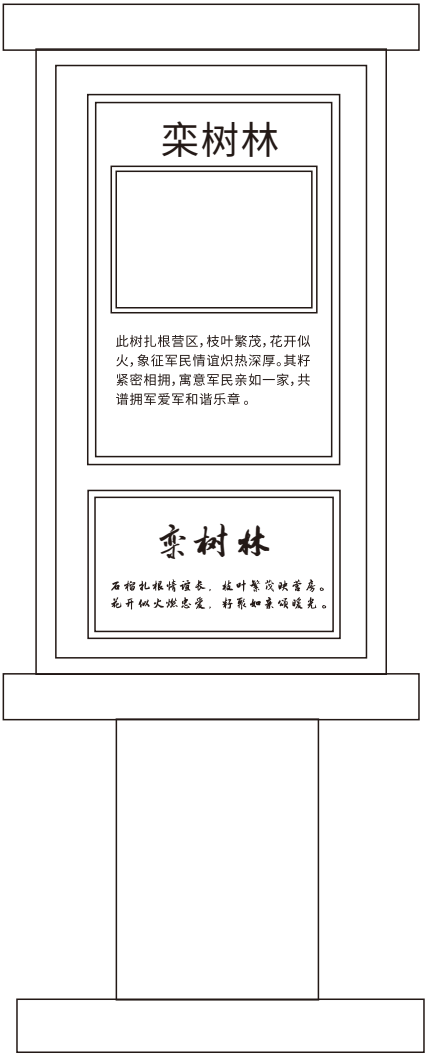 栾树林
此树扎根营区，枝叶繁茂，花开似
火，象征军民情谊炽热深厚。其籽
紧密相拥，寓意军民亲如一家，共
谱拥军爱军和谐乐章。
栾树林
石榴扎根情谊长，枝叶繁茂映营房。
花开似火燃忠爱，籽聚如亲颂暖光。